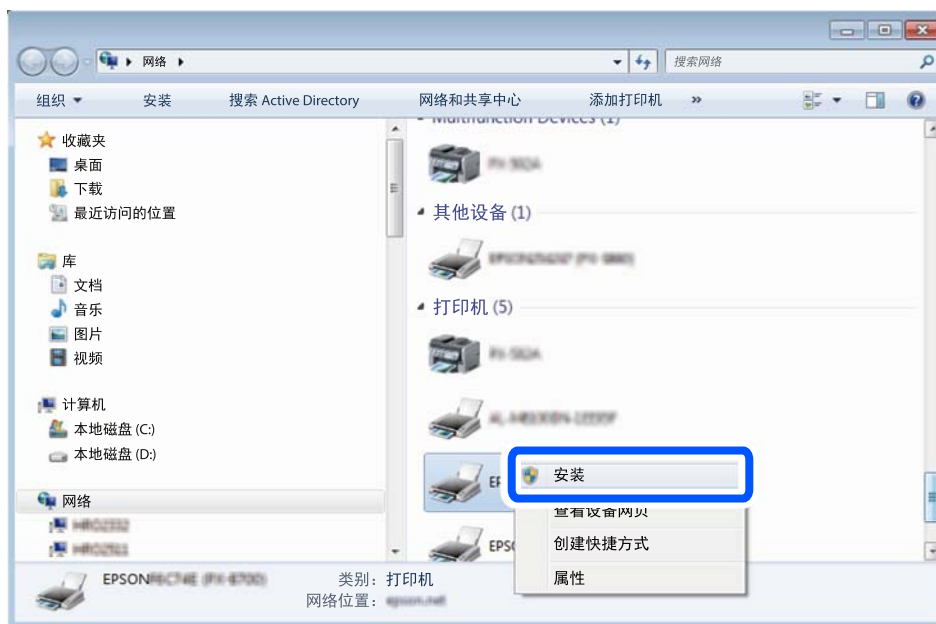 网络
搜索网络
组织 安装 搜索 Active Directory 网络和共享中心 添加打印机 »
收藏夹
桌面
下载
最近访问的位置
库
文档
音乐
图片
视频
计算机
本地磁盘 (C:)
本地磁盘 (D:)
网络
Multifunction Devices (1)
其他设备 (1)
打印机 (5)
安装
查看设备网页
创建快捷方式
属性
EPSON
类别: 打印机
网络位置: